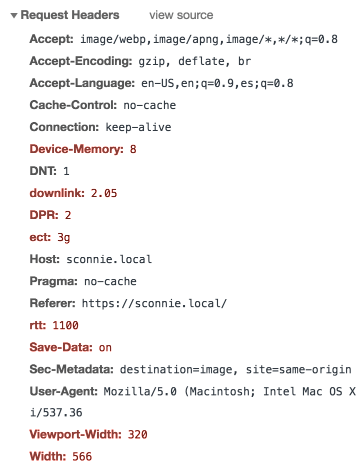 Request Headers view source
Accept: image/webp,image/apng,image/*,*/*;q=0.8
Accept-Encoding: gzip, deflate, br
Accept-Language: en-US,en;q=0.9,es;q=0.8
Cache-Control: no-cache
Connection: keep-alive
Device-Memory: 8
DNT: 1
downlink: 2.05
DPR: 2
ect: 3g
Host: sconnie.local
Pragma: no-cache
Referer: https://sconnie.local/
rtt: 1100
Save-Data: on
Sec-Metadata: destination=image, site=same-origin
User-Agent: Mozilla/5.0 (Macintosh; Intel Mac OS X
i/537.36
Viewport-Width: 320
Width: 566